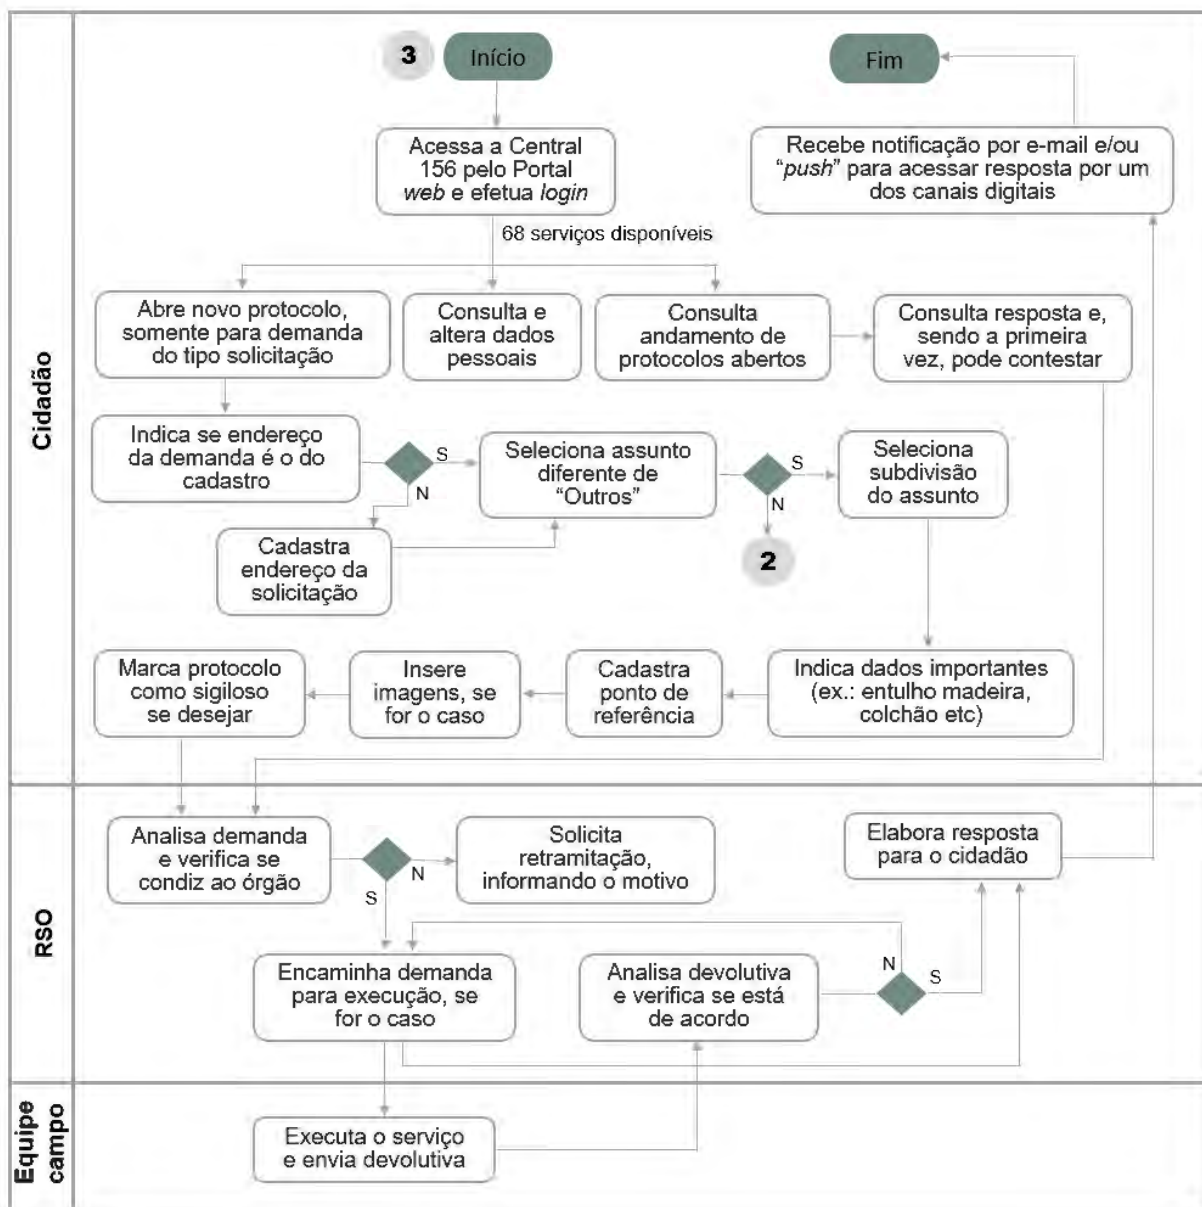 Cidadão
3
Início
Fim
Acessa a Central
156 pelo Portal
web e efetua login
Recebe notificação por e-mail e/ou
“push” para acessar resposta por um
dos canais digitais
68 serviços disponíveis
Abre novo protocolo,
somente para demanda
do tipo solicitação
Consulta e
altera dados
pessoais
Consulta
andamento de
protocolos abertos
Consulta resposta e,
sendo a primeira
vez, pode contestar
Indica se endereço
da demanda é o do
cadastro
S
N
Seleciona assunto
diferente de
“Outros”
S
N
Seleciona
subdivisão
do assunto
Cadastra
endereço da
solicitação
2
Marca protocolo
como sigiloso
se desejar
Insere
imagens, se
for o caso
Cadastra
ponto de
referência
Indica dados importantes
(ex.: entulho madeira,
colchão etc)
RSO
Analisa demanda
e verifica se
condiz ao órgão
N
S
Solicita
retramitação,
informando o motivo
Elabora resposta
para o cidadão
Encaminha demanda
para execução, se
for o caso
Analisa devolutiva
e verifica se está
de acordo
N
S
Equipe
campo
Executa o serviço
e envia devolutiva